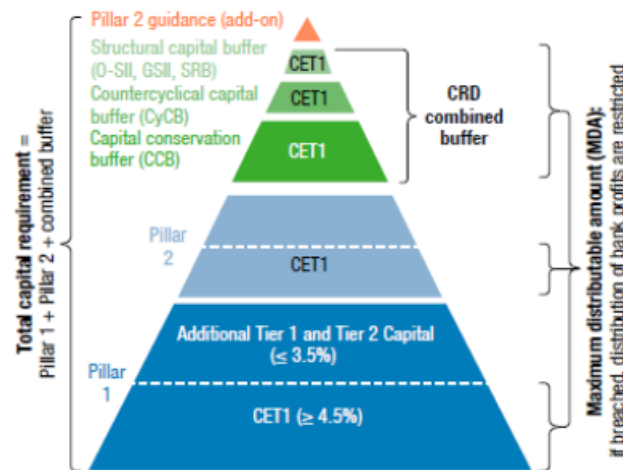 Pillar 2 guidance (add-on)
Structural capital buffer
(O-SII, GSII, SRB)
Countercyclical capital
buffer (CyCB)
Capital conservation
buffer (CCB)
CET1
CET1
CET1
CRD
combined
buffer
Pillar
2
CET1
Additional Tier 1 and Tier 2 Capital
(≤ 3.5%)
Pillar
1
CET1 (≥ 4.5%)
Total capital requirement =
Pillar 1 + Pillar 2 + combined buffer
Maximum distributable amount (MDA):
if breached, distribution of bank profits are restricted